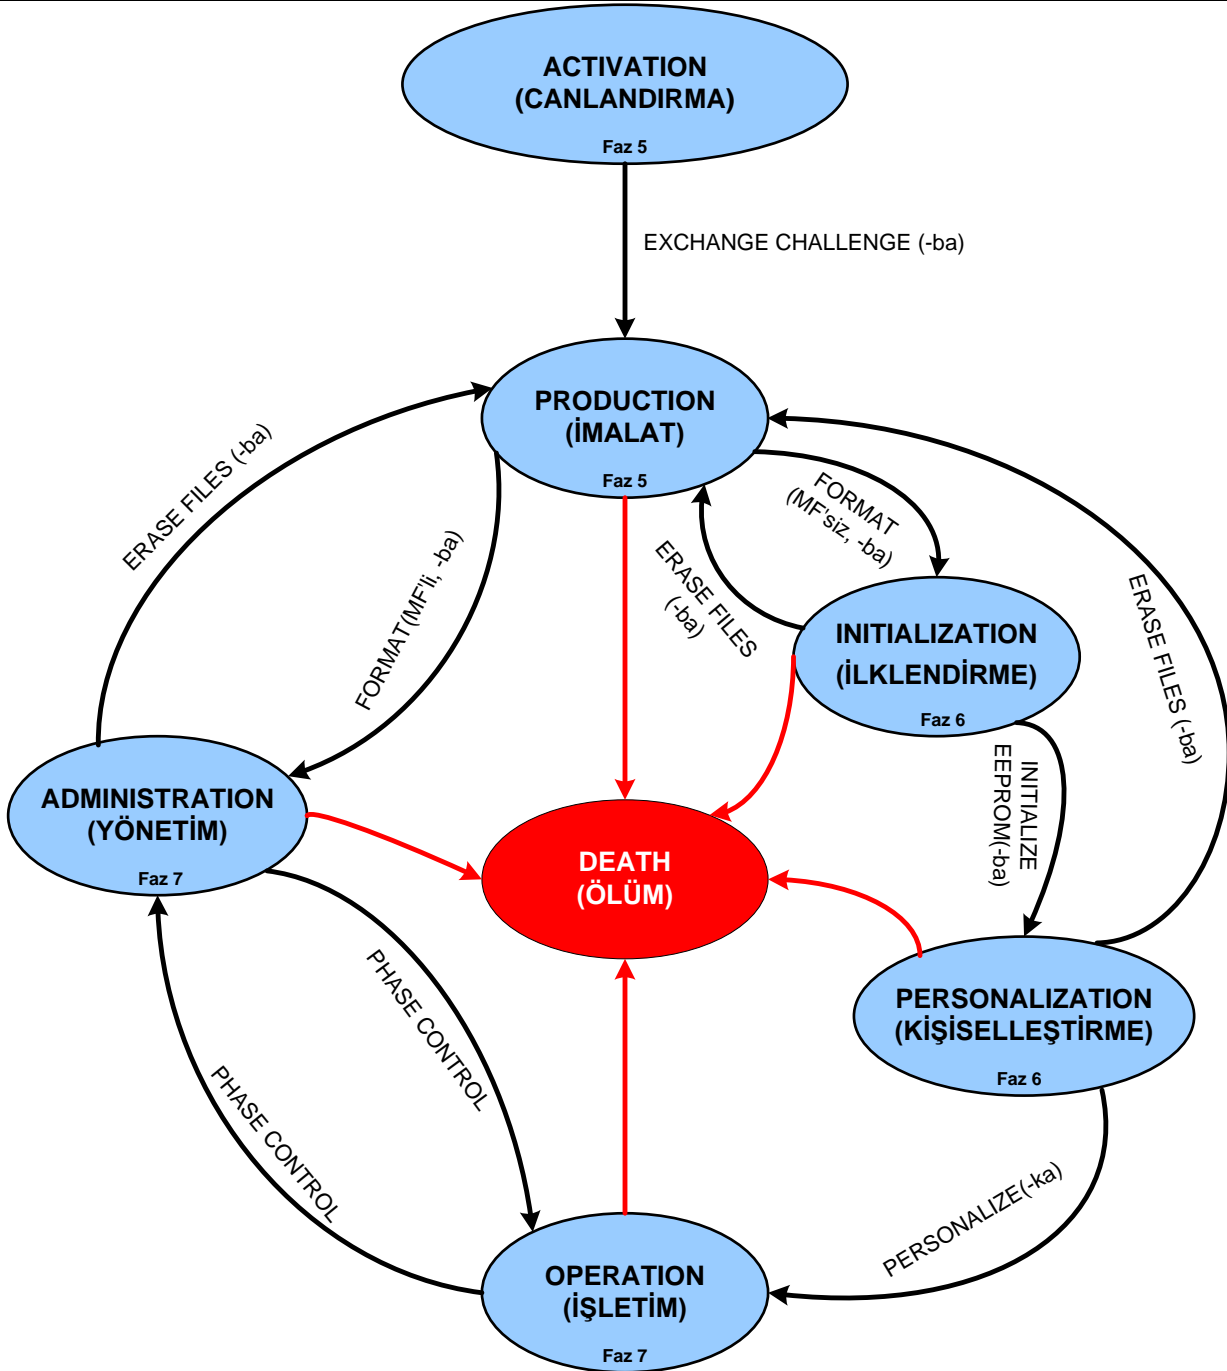 ACTIVATION
(CANLANDIRMA)
Faz 5
EXCHANGE CHALLENGE (-ba)
PRODUCTION
(İMALAT)
Faz 5
ERASE FILES (-ba)
FORMAT(MF'li, -ba)
FORMAT
(MF'siz, -ba)
ERASE FILES
(-ba)
ERASE FILES (-ba)
INITIALIZATION
(İLKLENDİRME)
Faz 6
INITIALIZE
EEPROM(-ba)
ADMINISTRATION
(YÖNETİM)
Faz 7
DEATH
(ÖLÜM)
PERSONALIZATION
(KİŞİSELLEŞTİRME)
Faz 6
PHASE CONTROL
PHASE CONTROL
PERSONALIZE(-ka)
OPERATION
(İŞLETİM)
Faz 7